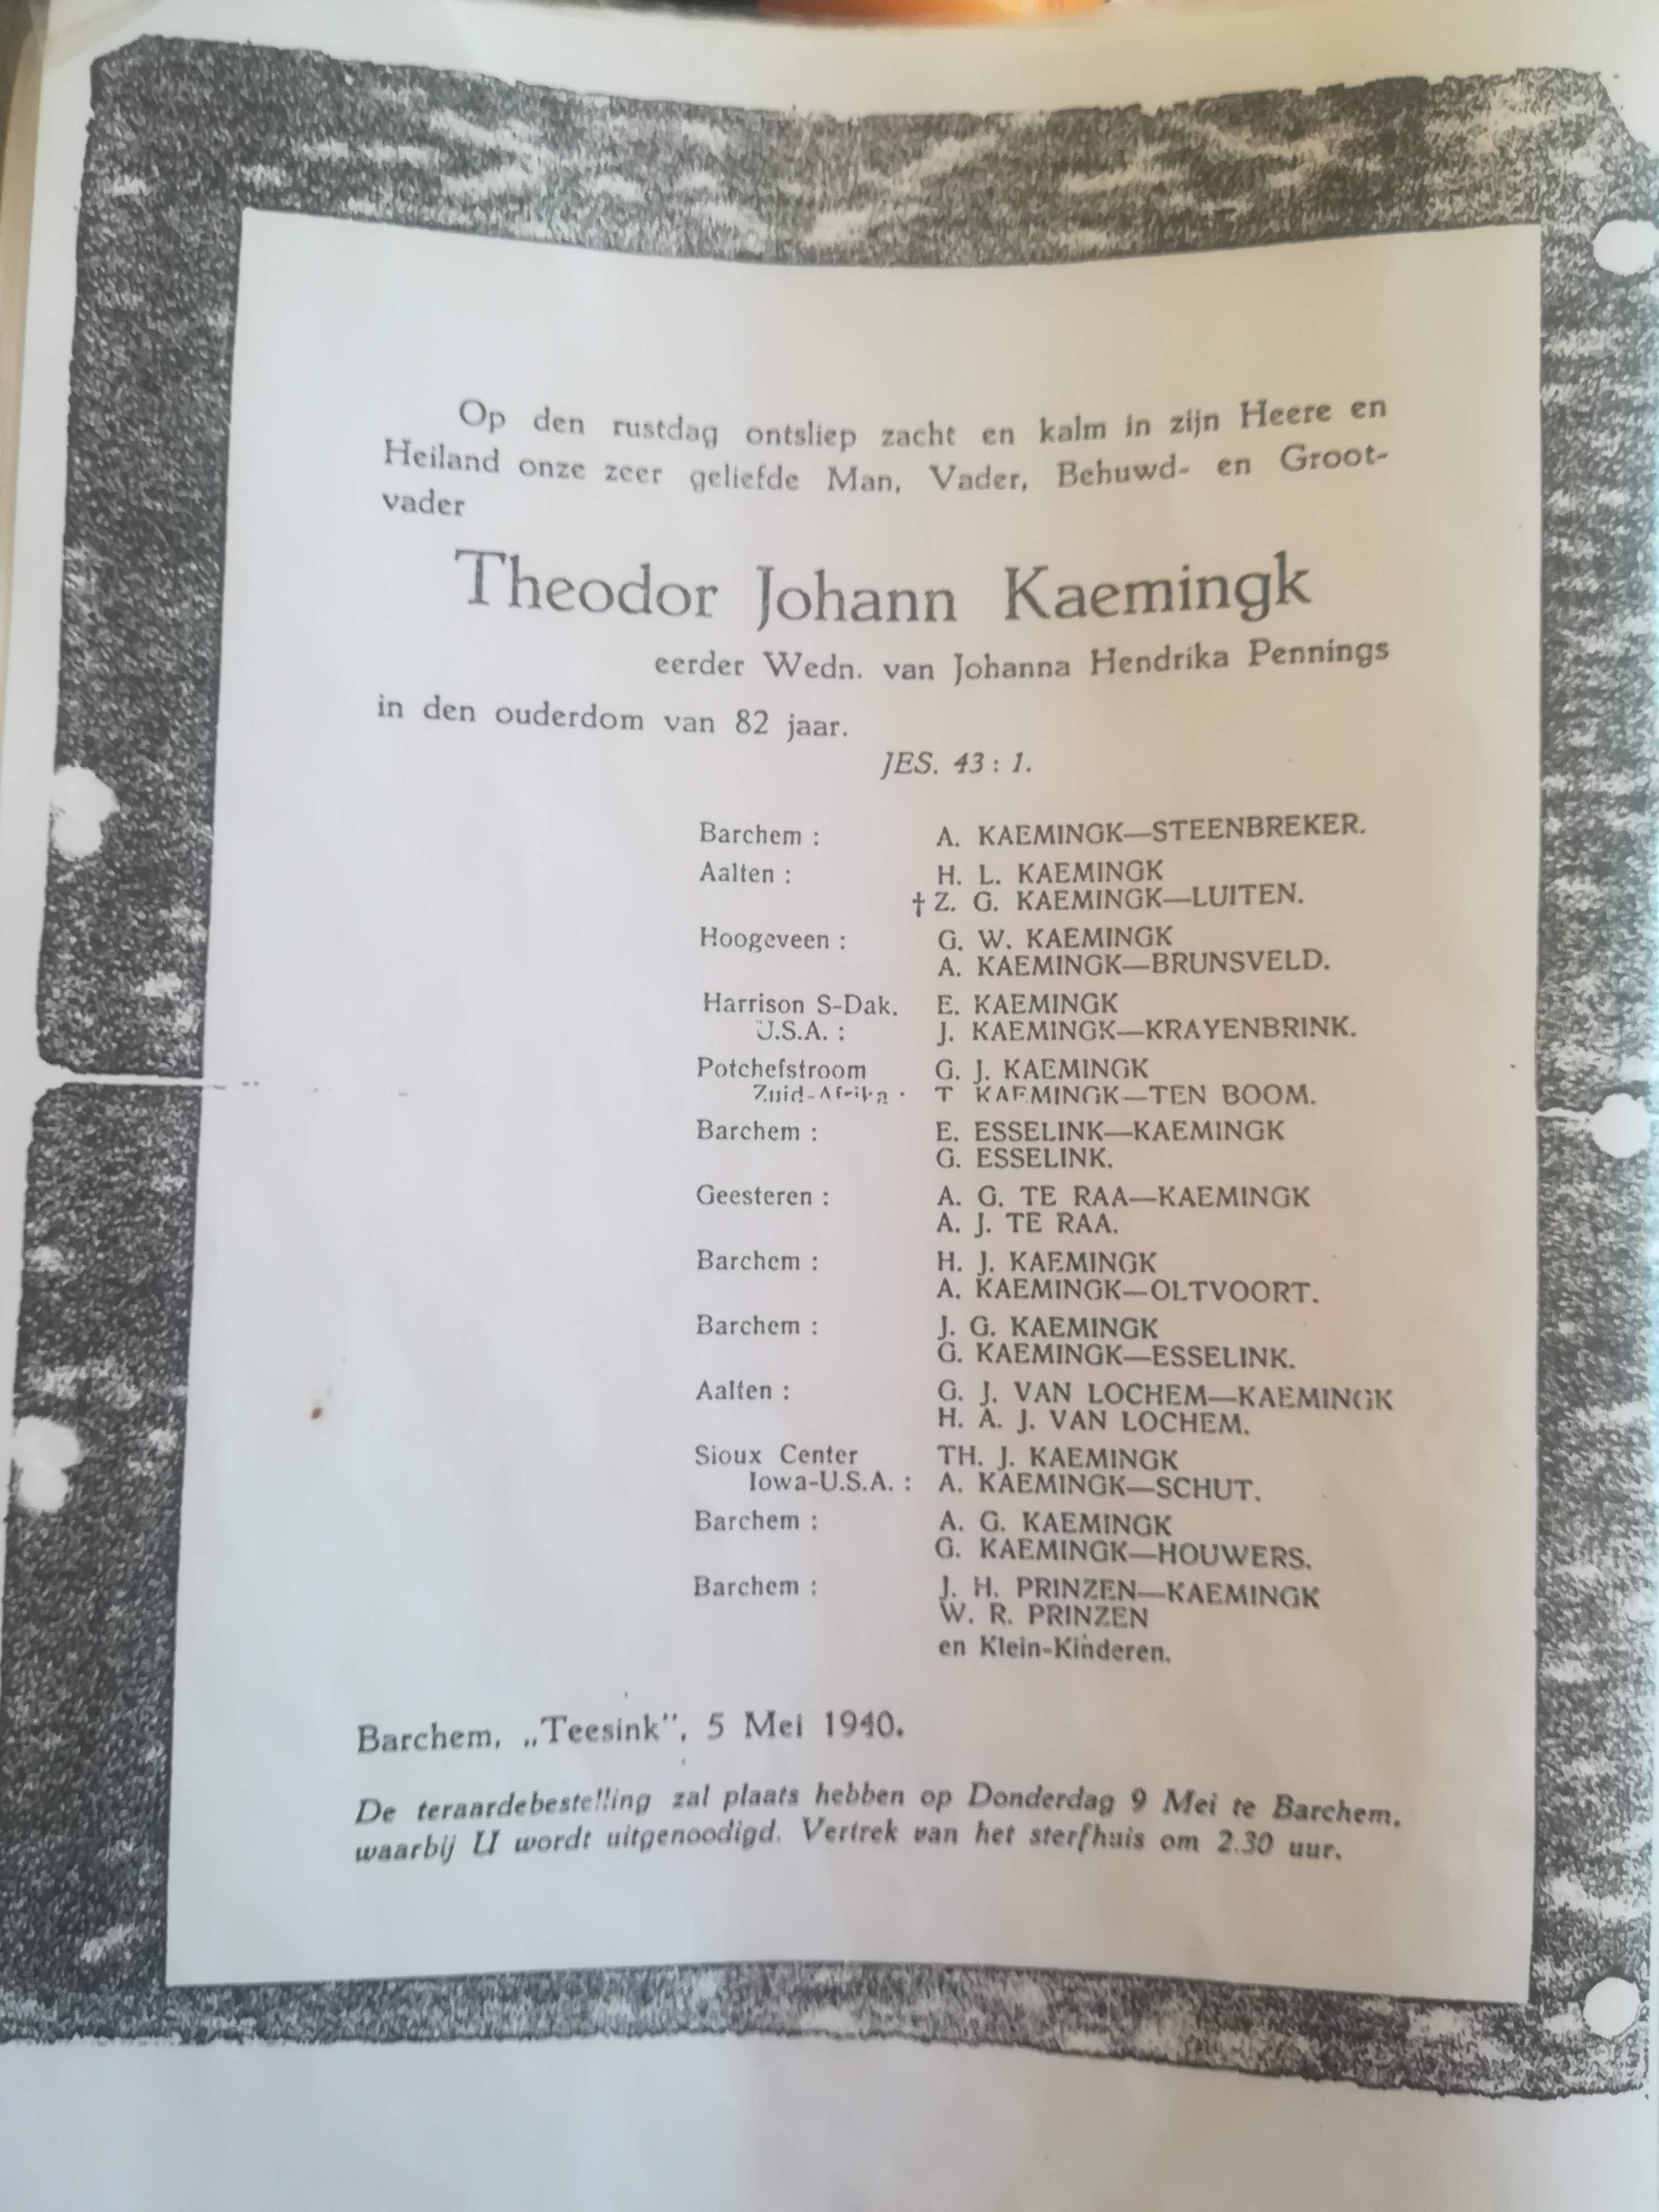 Op den rustdag ontsliep zacht en kalm in zijn Heere en
Heiland onze zeer geliefde Man, Vader, Behuwd- en Groot-
vader
Theodor Johann Kaemingk
eerder Wedn. van Johanna Hendrika Pennings
in den ouderdom van 82 jaar.
JES. 43 : 1.
Barchem : A. KAEMINGK—STEENBREKER.
Aalten : H. L. KAEMINGK
† Z. G. KAEMINGK—LUITEN.
Hoogeveen : G. W. KAEMINGK
A. KAEMINGK—BRUNSVELD.
Harrison S-Dak. E. KAEMINGK
U.S.A. : J. KAEMINGK—KRAYENBRINK.
Potchefstroom G. J. KAEMINGK
Zuid-Afrika : T KAEMINGK—TEN BOOM.
Barchem : E. ESSELINK—KAEMINGK
G. ESSELINK.
Geesteren : A. G. TE RAA—KAEMINGK
A. J. TE RAA.
Barchem : H. J. KAEMINGK
A. KAEMINGK—OLTVOORT.
Barchem : J. G. KAEMINGK
G. KAEMINGK—ESSELINK.
Aalten : G. J. VAN LOCHEM—KAEMINGK
H. A. J. VAN LOCHEM.
Sioux Center TH. J. KAEMINGK
Iowa-U.S.A. : A. KAEMINGK—SCHUT.
Barchem : A. G. KAEMINGK
G. KAEMINGK—HOUWERS.
Barchem : J. H. PRINZEN—KAEMINGK
W. R. PRINZEN
en Klein-Kinderen.
Barchem, „Teesink”, 5 Mei 1940.
De teraardebestelling zal plaats hebben op Donderdag 9 Mei te Barchem,
waarbij U wordt uitgenoodigd. Vertrek van het sterfhuis om 2.30 uur.